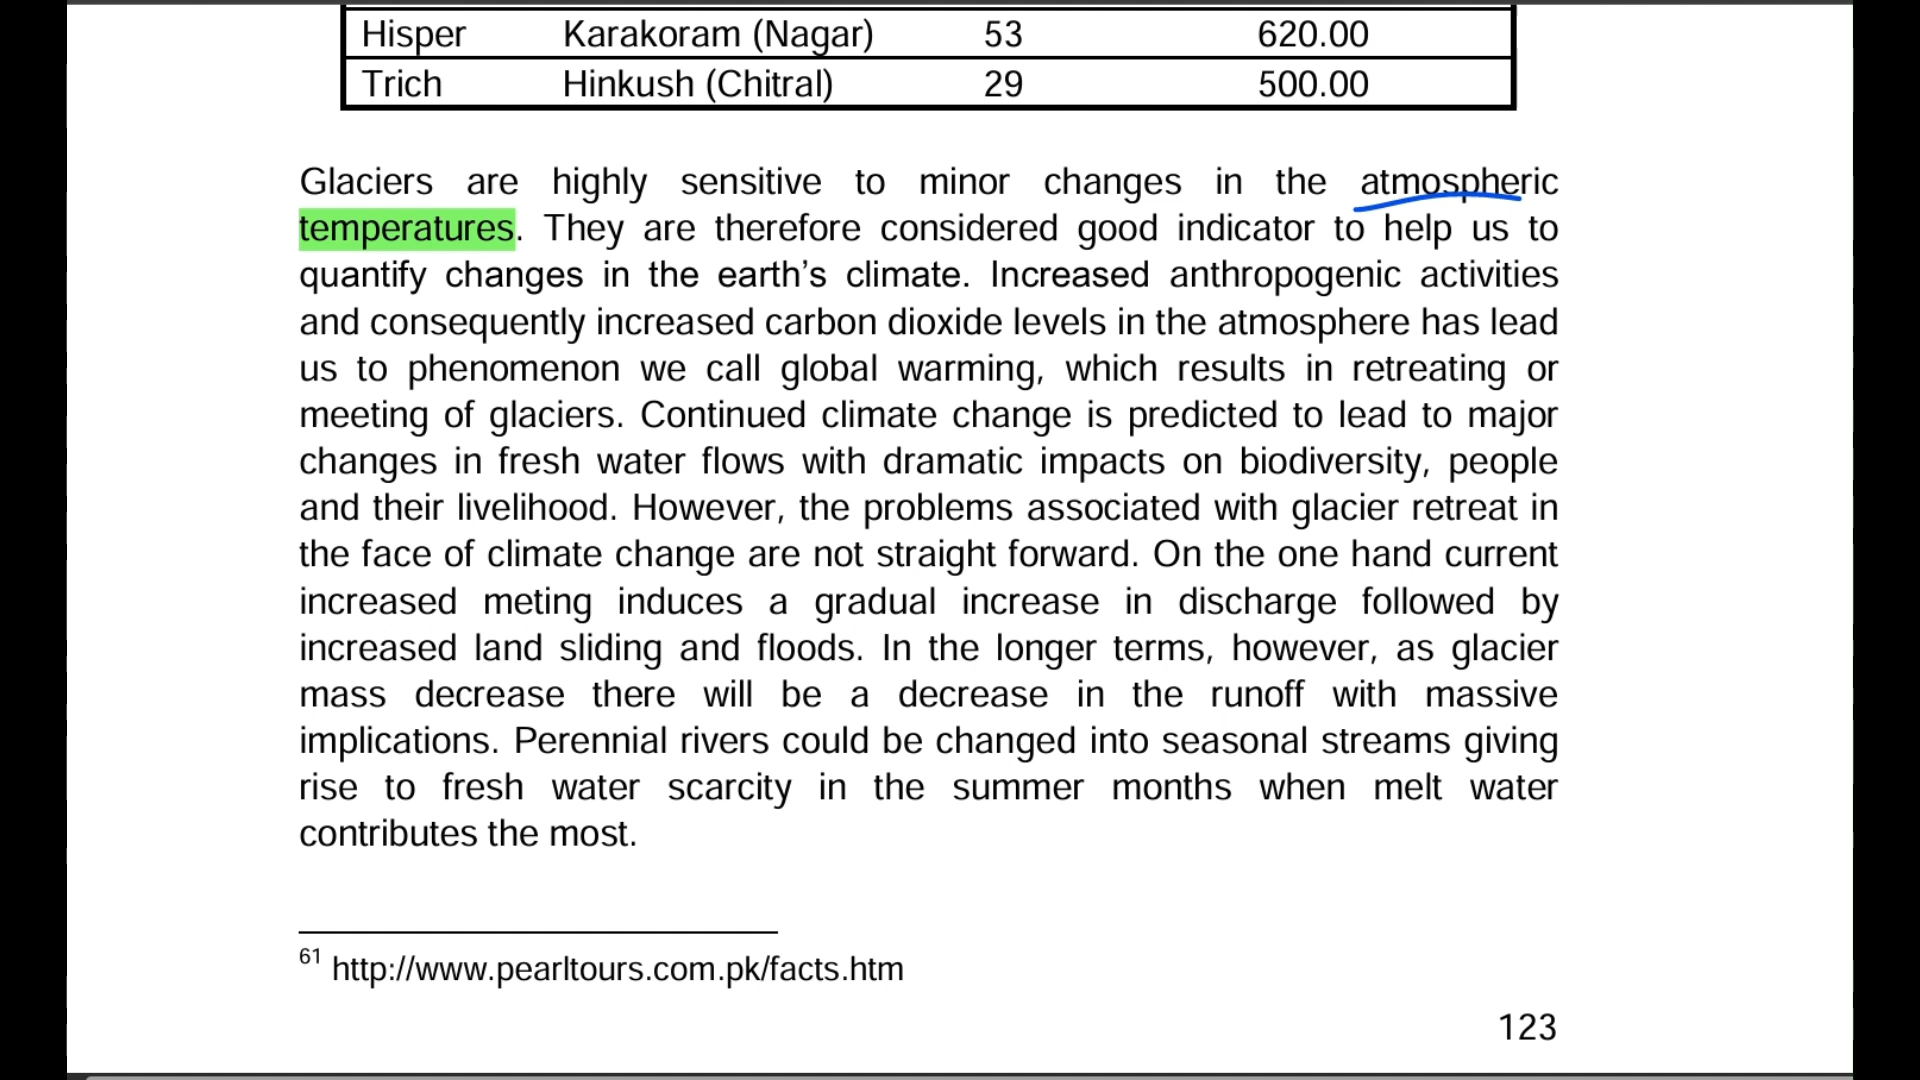 Hisper Karakoram (Nagar) 53 620.00
Trich Hinkush (Chitral) 29 500.00
Glaciers are highly sensitive to minor changes in the atmospheric
temperatures. They are therefore considered good indicator to help us to
quantify changes in the earth’s climate. Increased anthropogenic activities
and consequently increased carbon dioxide levels in the atmosphere has lead
us to phenomenon we call global warming, which results in retreating or
meeting of glaciers. Continued climate change is predicted to lead to major
changes in fresh water flows with dramatic impacts on biodiversity, people
and their livelihood. However, the problems associated with glacier retreat in
the face of climate change are not straight forward. On the one hand current
increased meting induces a gradual increase in discharge followed by
increased land sliding and floods. In the longer terms, however, as glacier
mass decrease there will be a decrease in the runoff with massive
implications. Perennial rivers could be changed into seasonal streams giving
rise to fresh water scarcity in the summer months when melt water
contributes the most.
61 http://www.pearltours.com.pk/facts.htm
123